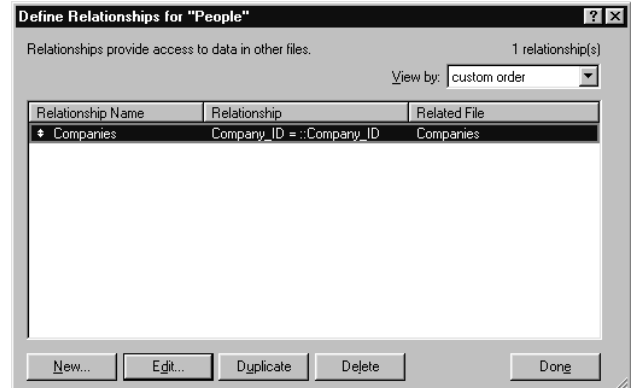 Define Relationships for "People"
Relationships provide access to data in other files.
1 relationship(s)
View by: custom order
Relationship Name Relationship Related File
Companies Company_ID = ::Company_ID Companies
New... Edit... Duplicate Delete Done